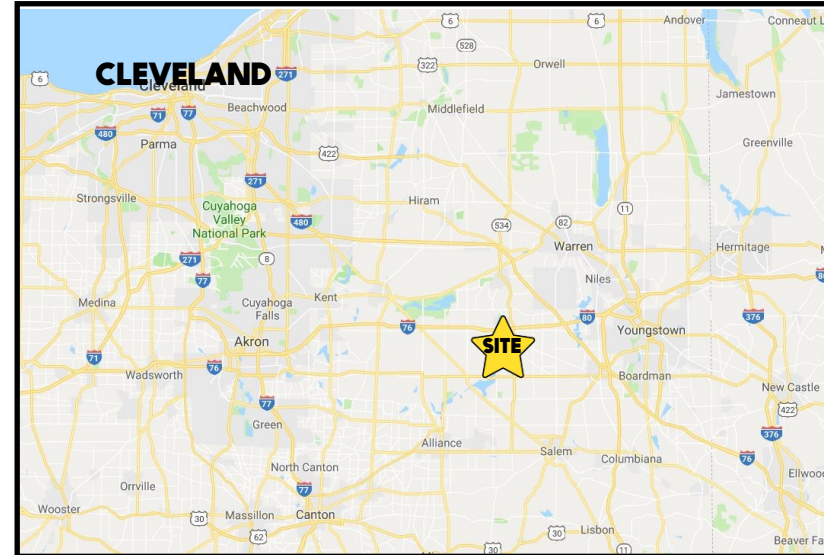 6
6
Andover
Conneaut L
528
322
Orwell
CLEVELAND
271
6
Cleveland
Jamestown
Beachwood
Middlefield
71
77
480
Parma
Greenville
422
271
Strongsville
Cuyahoga
Valley
National Park
Hiram
11
480
534
82
Warren
Hermitage
271
8
77
80
Niles
Medina
Cuyahoga
Falls
Kent
76
80
376
Youngstown
Akron
SITE
71
76
Wadsworth
Boardman
New Castle
77
422
Green
376
Alliance
Salem
Columbiana
76
North Canton
Ellwoo
Orrville
77
Wooster
30
Massillon
Canton
62
30
Lisbon
30
11
Beaver Fa